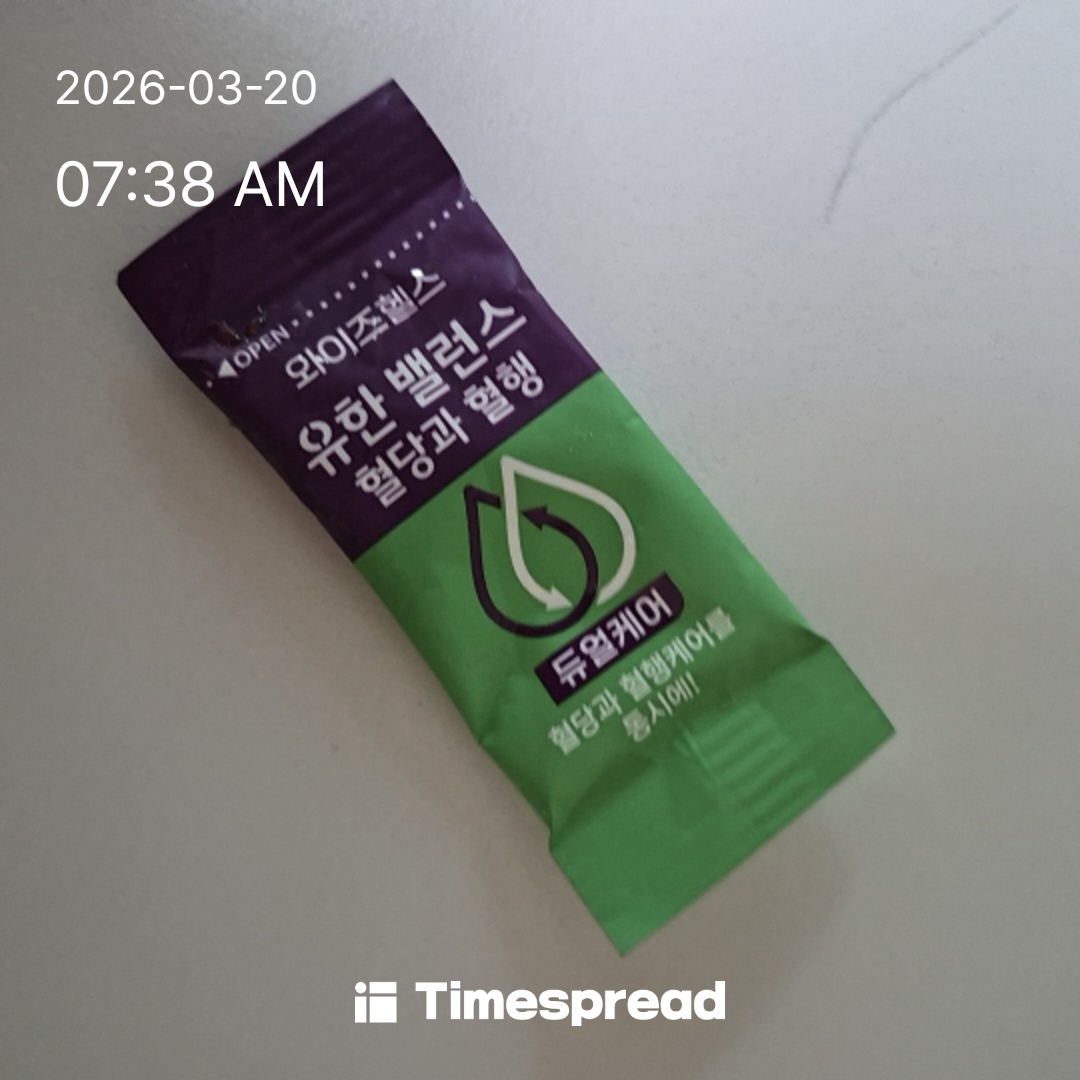 2026-03-20
07:38 AM
◀OPEN
와이즈헬스
유한 밸런스
혈당과 혈행
듀얼케어
혈당과 혈행케어를
동시에!
Timespread